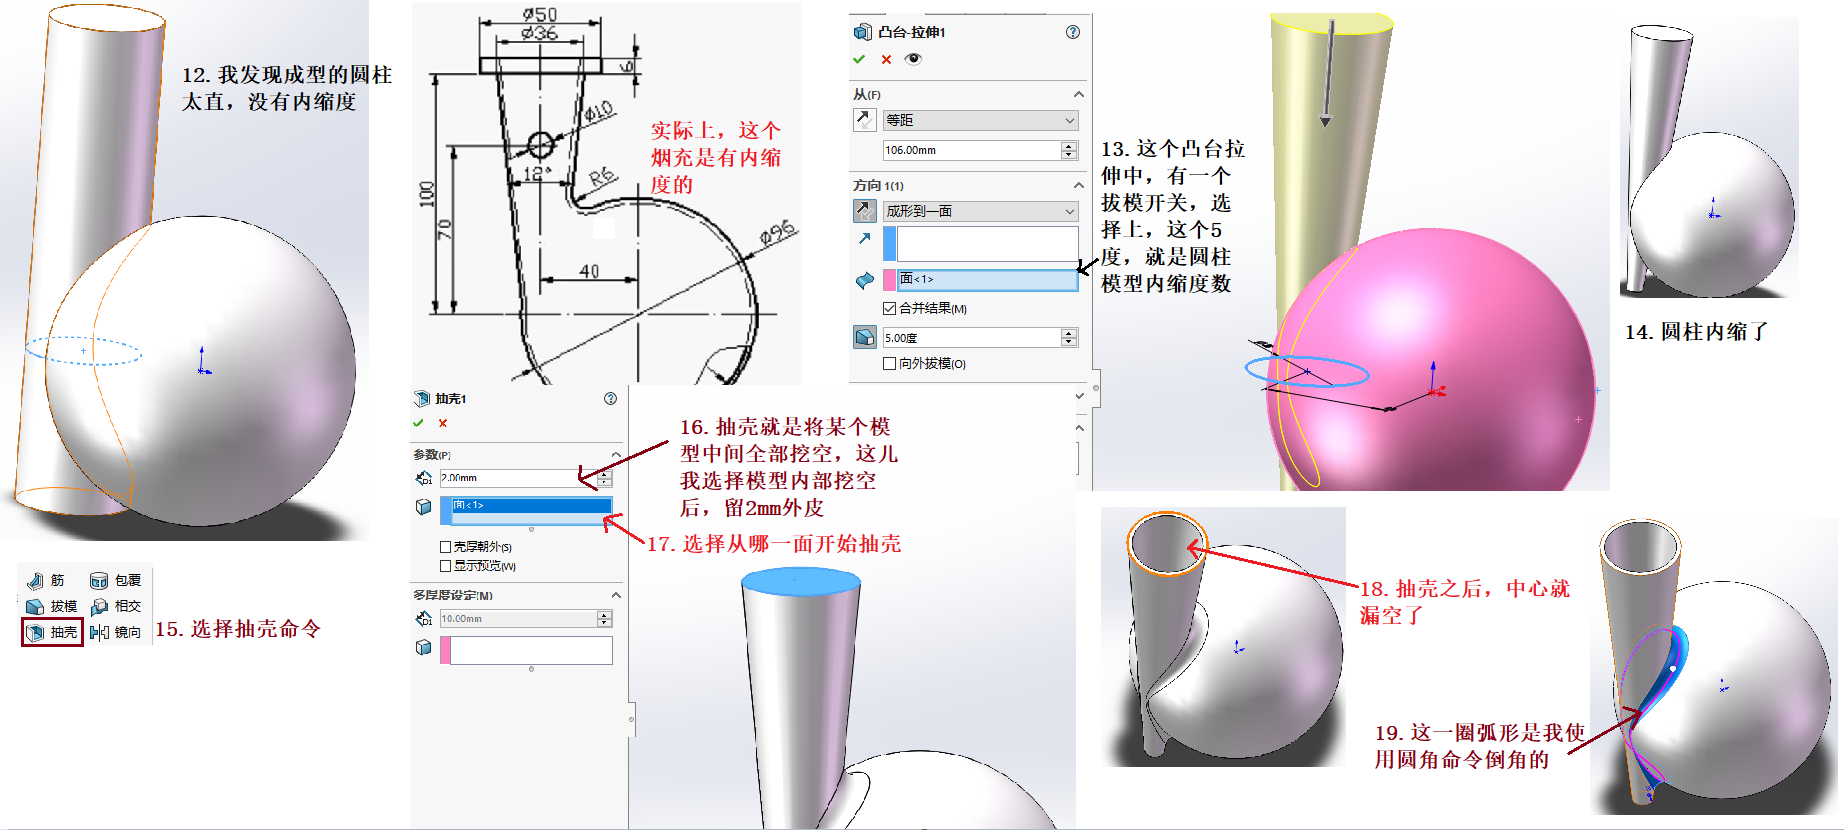 12.我发现成型的圆柱
太直，没有内缩度
Ø50
Ø36
6
Ø10
实际上，这个
烟充是有内缩
度的
12°
R6
100
70
Ø96
40
凸台-拉伸1
从(F)
等距
106.00mm
方向 1(1)
成形到一面
面<1>
合并结果(M)
5.00度
向外拔模(O)
13.这个凸台拉
伸中，有一个
拔模开关，选
择上，这个5
度，就是圆柱
模型内缩度数
14.圆柱内缩了
筋
包覆
拔模
相交
抽壳
镜向
15.选择抽壳命令
抽壳1
参数(P)
D1
2.00mm
面<1>
壳厚朝外(S)
显示预览(W)
多厚度设定(M)
D1
10.00mm
16.抽壳就是将某个模
型中间全部挖空，这儿
我选择模型内部挖空
后，留2mm外皮
17.选择从哪一面开始抽壳
18.抽壳之后，中心就
漏空了
19.这一圈弧形是我使
用圆角命令倒角的